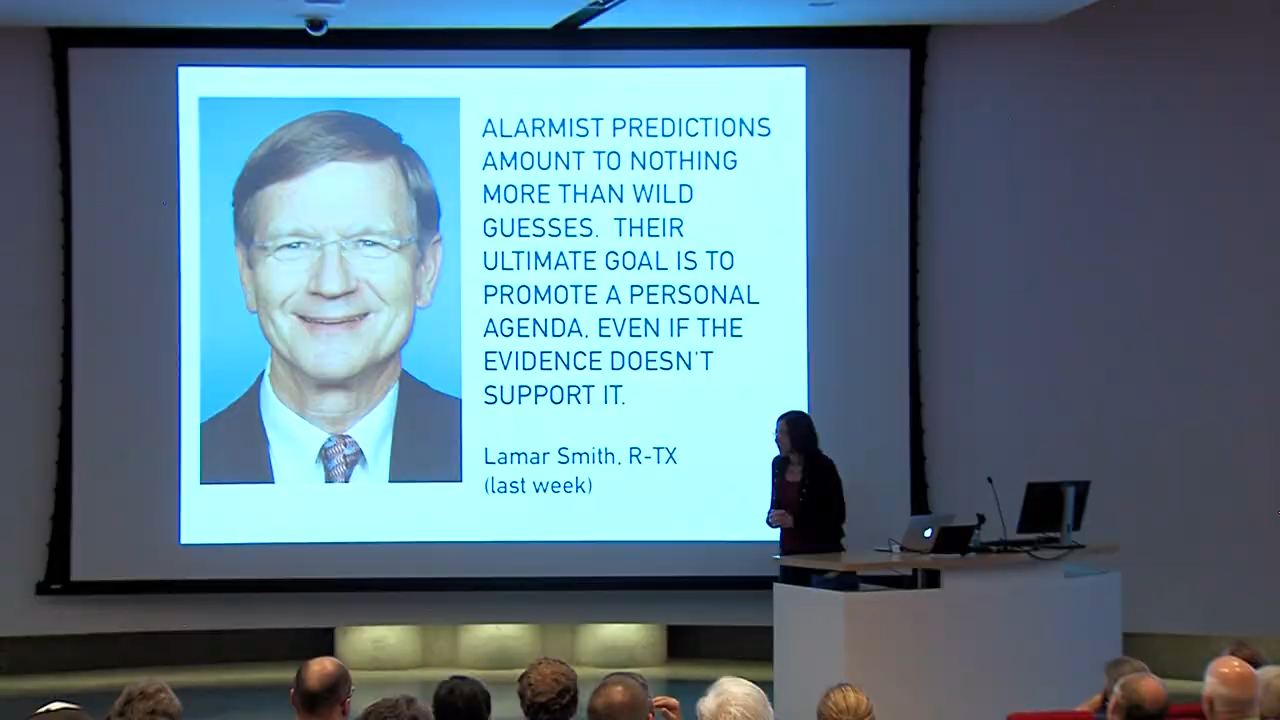 ALARMIST PREDICTIONS
AMOUNT TO NOTHING
MORE THAN WILD
GUESSES. THEIR
ULTIMATE GOAL IS TO
PROMOTE A PERSONAL
AGENDA, EVEN IF THE
EVIDENCE DOESN'T
SUPPORT IT.
Lamar Smith, R-TX
(last week)